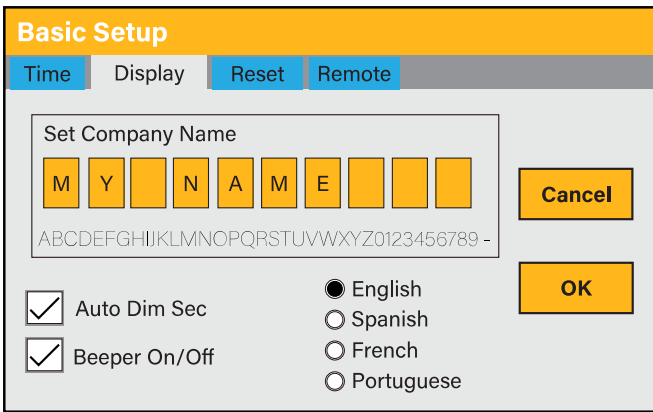 Basic Setup
Time Display Reset Remote
Set Company Name
M Y N A M E
ABCDEFGHIJKLMNOPQRSTUVWXYZ0123456789 -
Cancel
OK
Auto Dim Sec
Beeper On/Off
English
Spanish
French
Portuguese